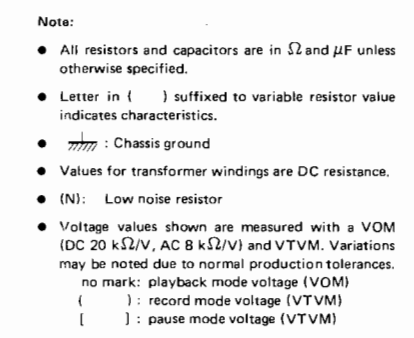 Note:
● All resistors and capacitors are in Ω and μF unless
otherwise specified.
● Letter in ( ) suffixed to variable resistor value
indicates characteristics.
● : Chassis ground
● Values for transformer windings are DC resistance.
● (N): Low noise resistor
● Voltage values shown are measured with a VOM
(DC 20 kΩ/V, AC 8 kΩ/V) and VTVM. Variations
may be noted due to normal production tolerances.
no mark: playback mode voltage (VOM)
( ) : record mode voltage (VTVM)
[ ] : pause mode voltage (VTVM)